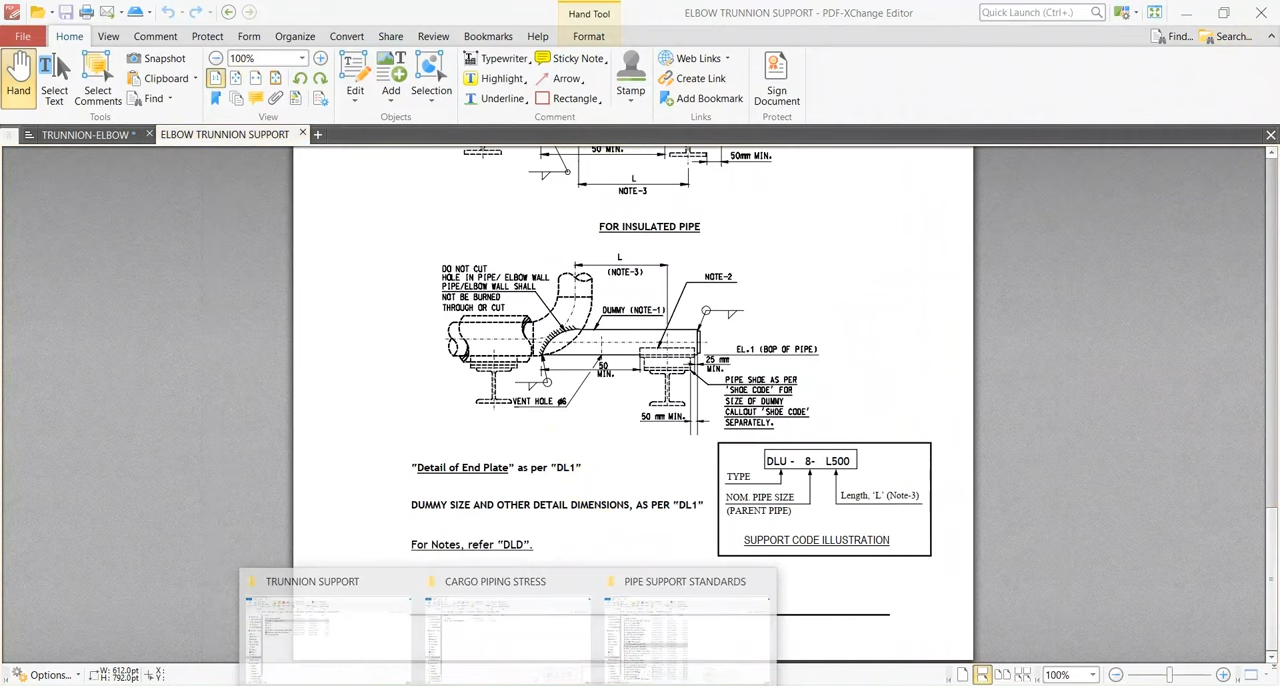 Hand Tool
ELBOW TRUNNION SUPPORT - PDF-XChange Editor
Quick Launch (Ctrl+.)
File
Home
View
Comment
Protect
Form
Organize
Convert
Share
Review
Bookmarks
Help
Format
Find...
Search...
Hand
Select Text
Select Comments
Snapshot
Clipboard
Find
Tools
100%
View
Edit
Add
Selection
Objects
Typewriter
Highlight
Underline
Sticky Note
Arrow
Rectangle
Stamp
Comment
Web Links
Create Link
Add Bookmark
Links
Sign Document
Protect
TRUNNION-ELBOW *
ELBOW TRUNNION SUPPORT
50 MIN.
50mm MIN.
L
NOTE-3
FOR INSULATED PIPE
DO NOT CUT
HOLE IN PIPE/ ELBOW WALL
PIPE/ELBOW WALL SHALL
NOT BE BURNED
THROUGH OR CUT
L
(NOTE-3)
NOTE-2
DUMMY (NOTE-1)
EL.1 (BOP OF PIPE)
25 mm
MIN.
50
MIN.
VENT HOLE ø6
50 mm MIN.
PIPE SHOE AS PER
'SHOE CODE' FOR
SIZE OF DUMMY
CALLOUT 'SHOE CODE'
SEPARATELY.
"Detail of End Plate" as per "DL1"
DUMMY SIZE AND OTHER DETAIL DIMENSIONS, AS PER "DL1"
For Notes, refer "DLD".
DLU - 8- L500
TYPE
NOM. PIPE SIZE
(PARENT PIPE)
Length, 'L' (Note-3)
SUPPORT CODE ILLUSTRATION
TRUNNION SUPPORT
CARGO PIPING STRESS
PIPE SUPPORT STANDARDS
Options...
W: 612.0pt
100%